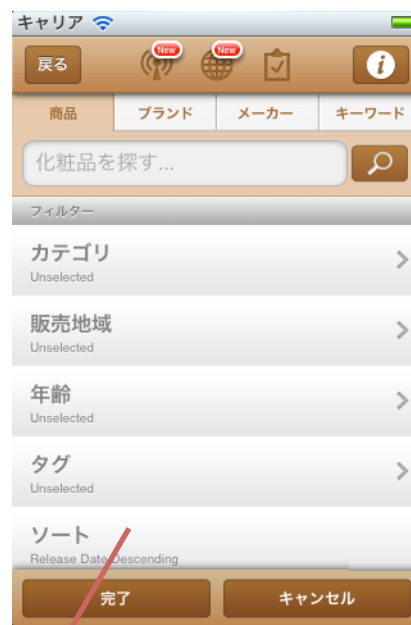 キャリア
戻る New New i
商品 ブランド メーカー キーワード
化粧品を探す...
フィルター
カテゴリ
Unselected
販売地域
Unselected
年齢
Unselected
タグ
Unselected
ソート
Release Date Descending
完了 キャンセル